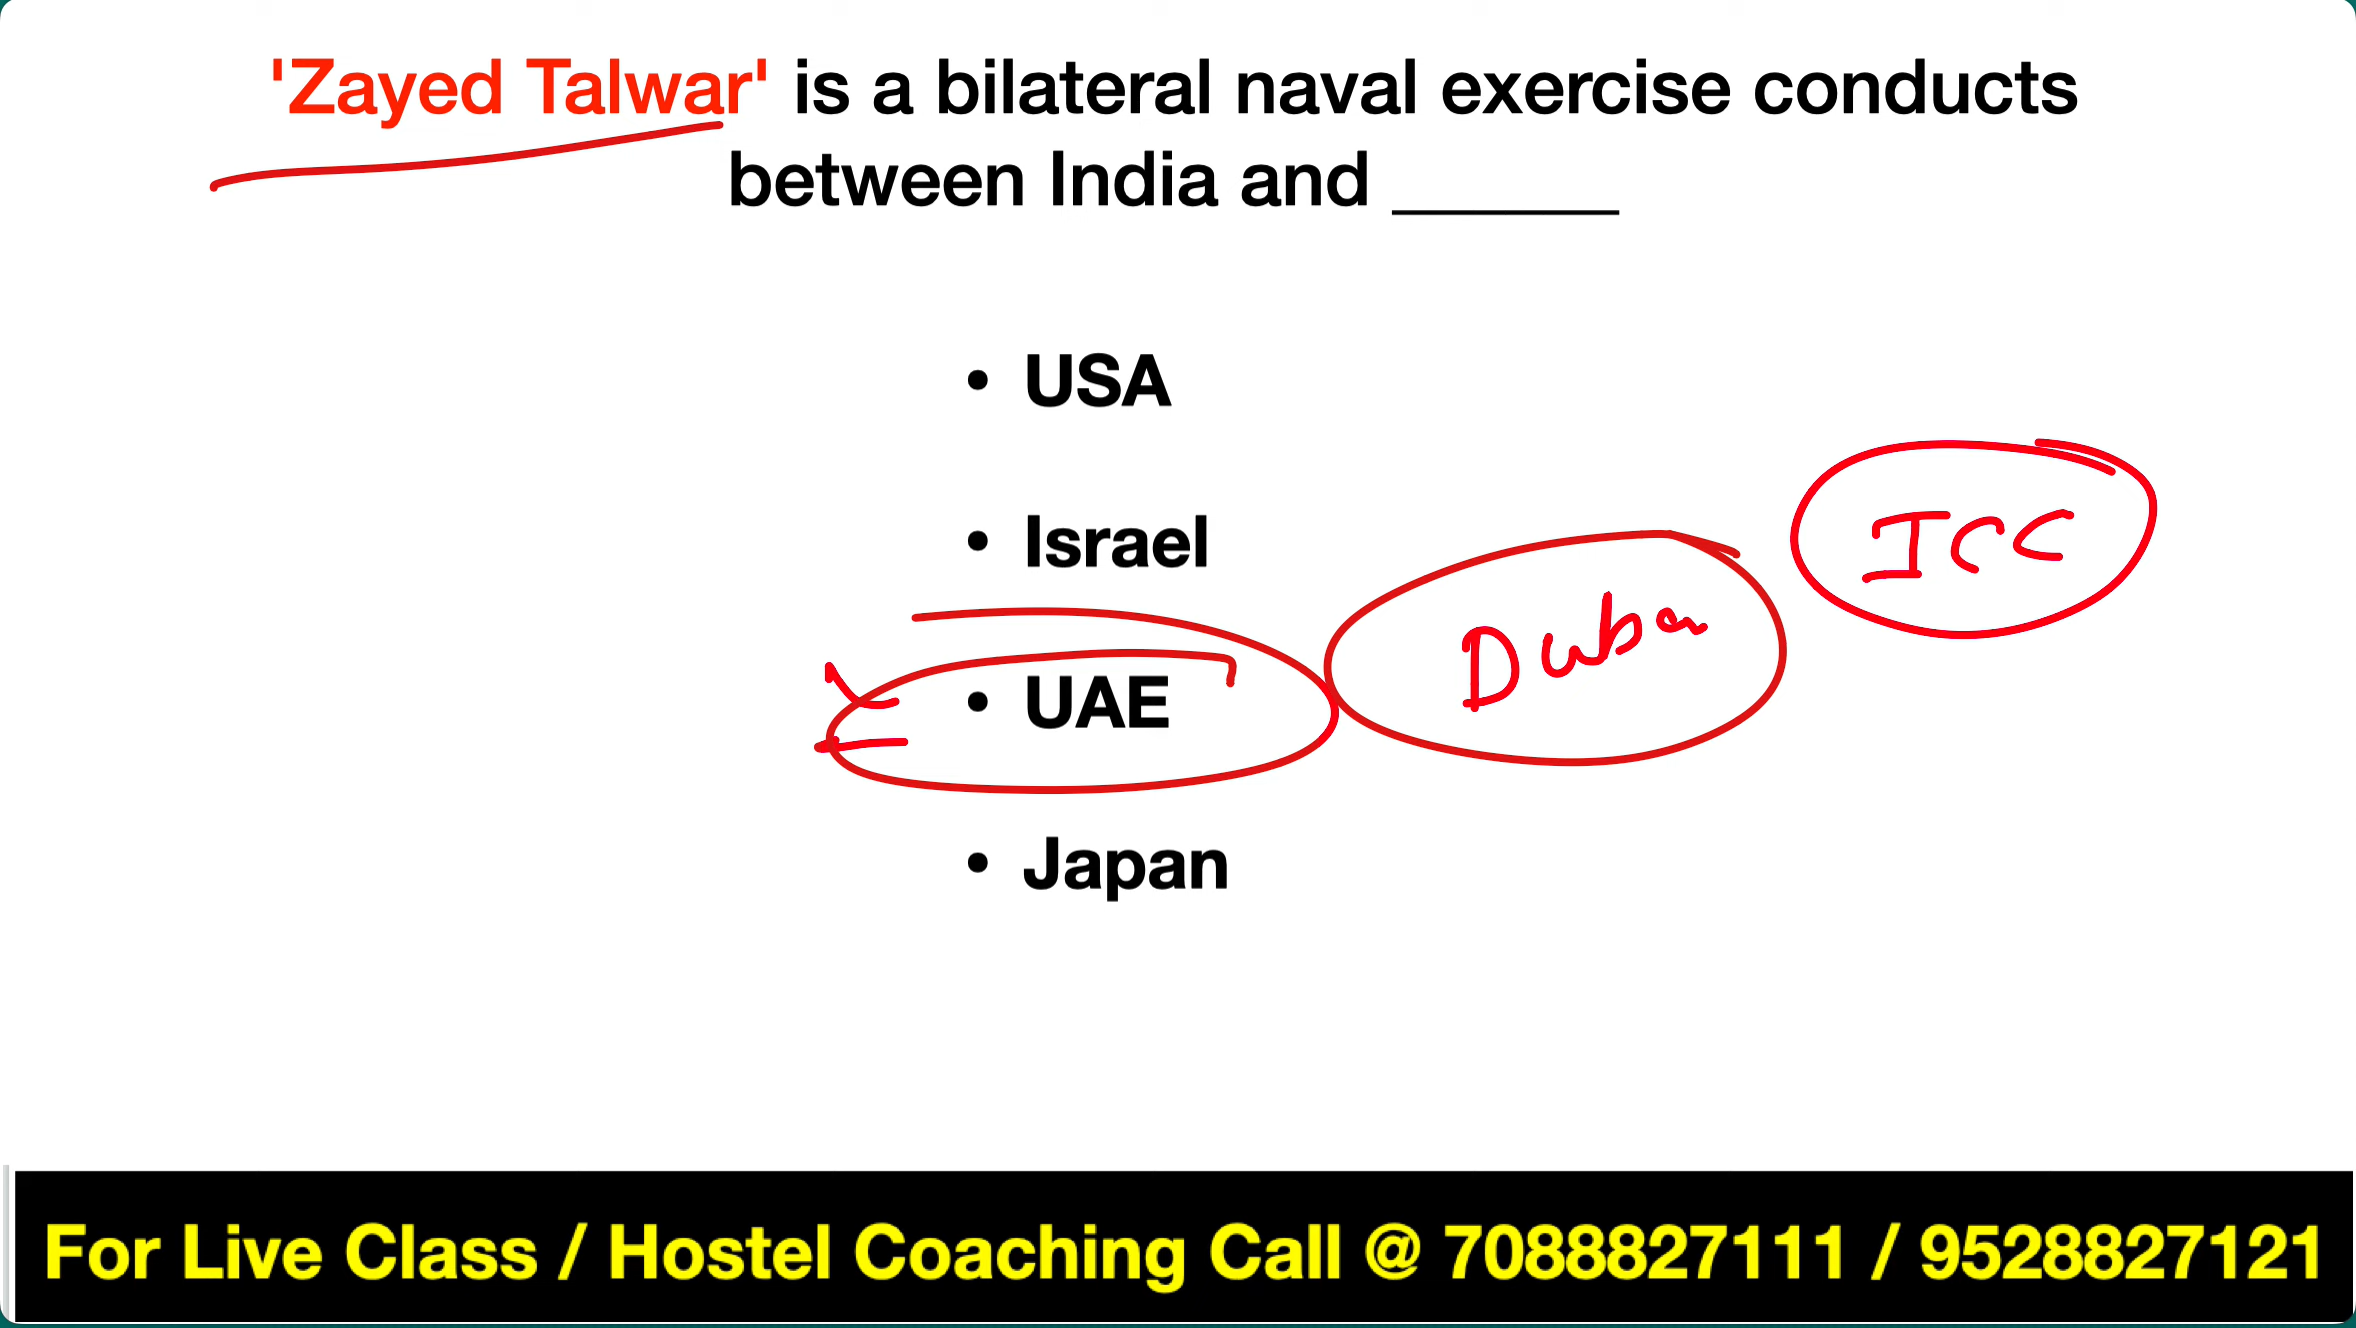 'Zayed Talwar' is a bilateral naval exercise conducts
between India and ______
• USA
• Israel
ICC
Duba
• UAE
• Japan
For Live Class / Hostel Coaching Call @ 7088827111 / 9528827121